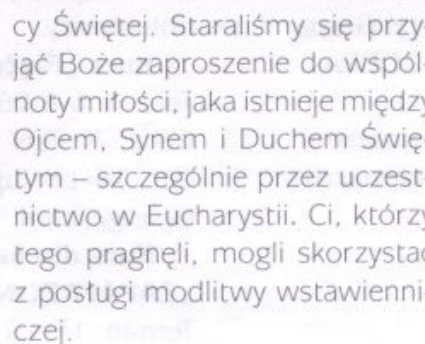 cy Świętej. Staraliśmy się przy-
jąć Boże zaproszenie do wspól-
noty miłości, jaka istnieje między
Ojcem, Synem i Duchem Świę-
tym – szczególnie przez uczest-
nictwo w Eucharystii. Ci, którzy
tego pragnęli, mogli skorzystać
z posługi modlitwy wstawienni-
czej.